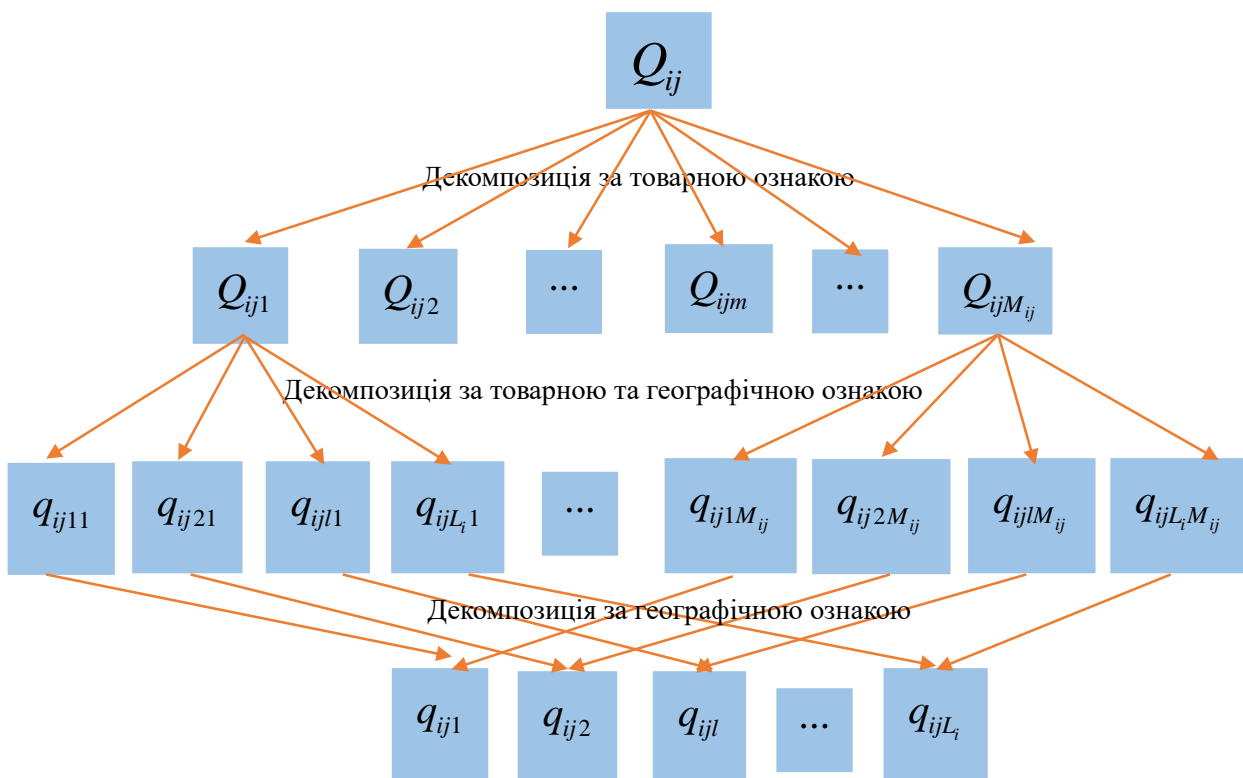 Q_{ij}
Декомпозиція за товарною ознакою
Q_{ij1} Q_{ij2} ... Q_{ijm} ... Q_{ijM_{ij}}
Декомпозиція за товарною та географічною ознакою
q_{ij11} q_{ij21} q_{ijl1} q_{ijL_i1} ... q_{ij1M_{ij}} q_{ij2M_{ij}} q_{ijlM_{ij}} q_{ijL_iM_{ij}}
Декомпозиція за географічною ознакою
q_{ij1} q_{ij2} q_{ijl} ... q_{ijL_i}